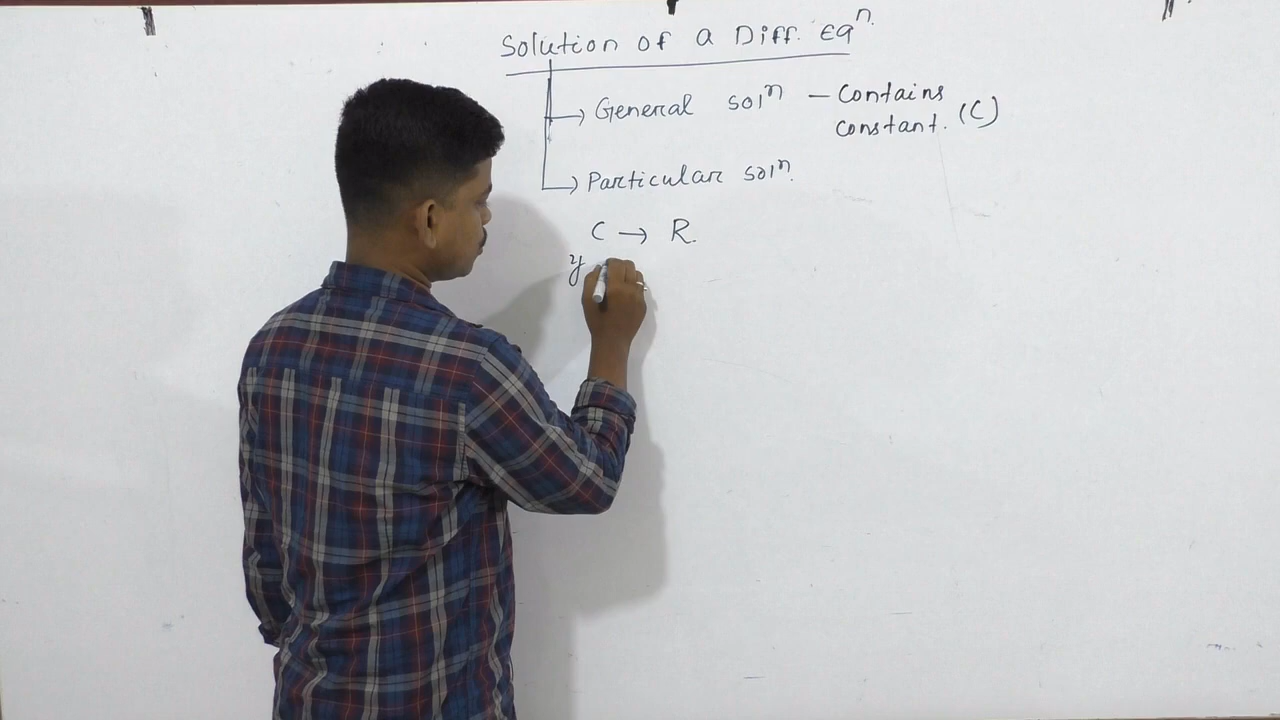 Solution of a Diff. Eqⁿ.
→ General solⁿ — Contains
constant. (C)
→ Particular solⁿ.
C → R.
y